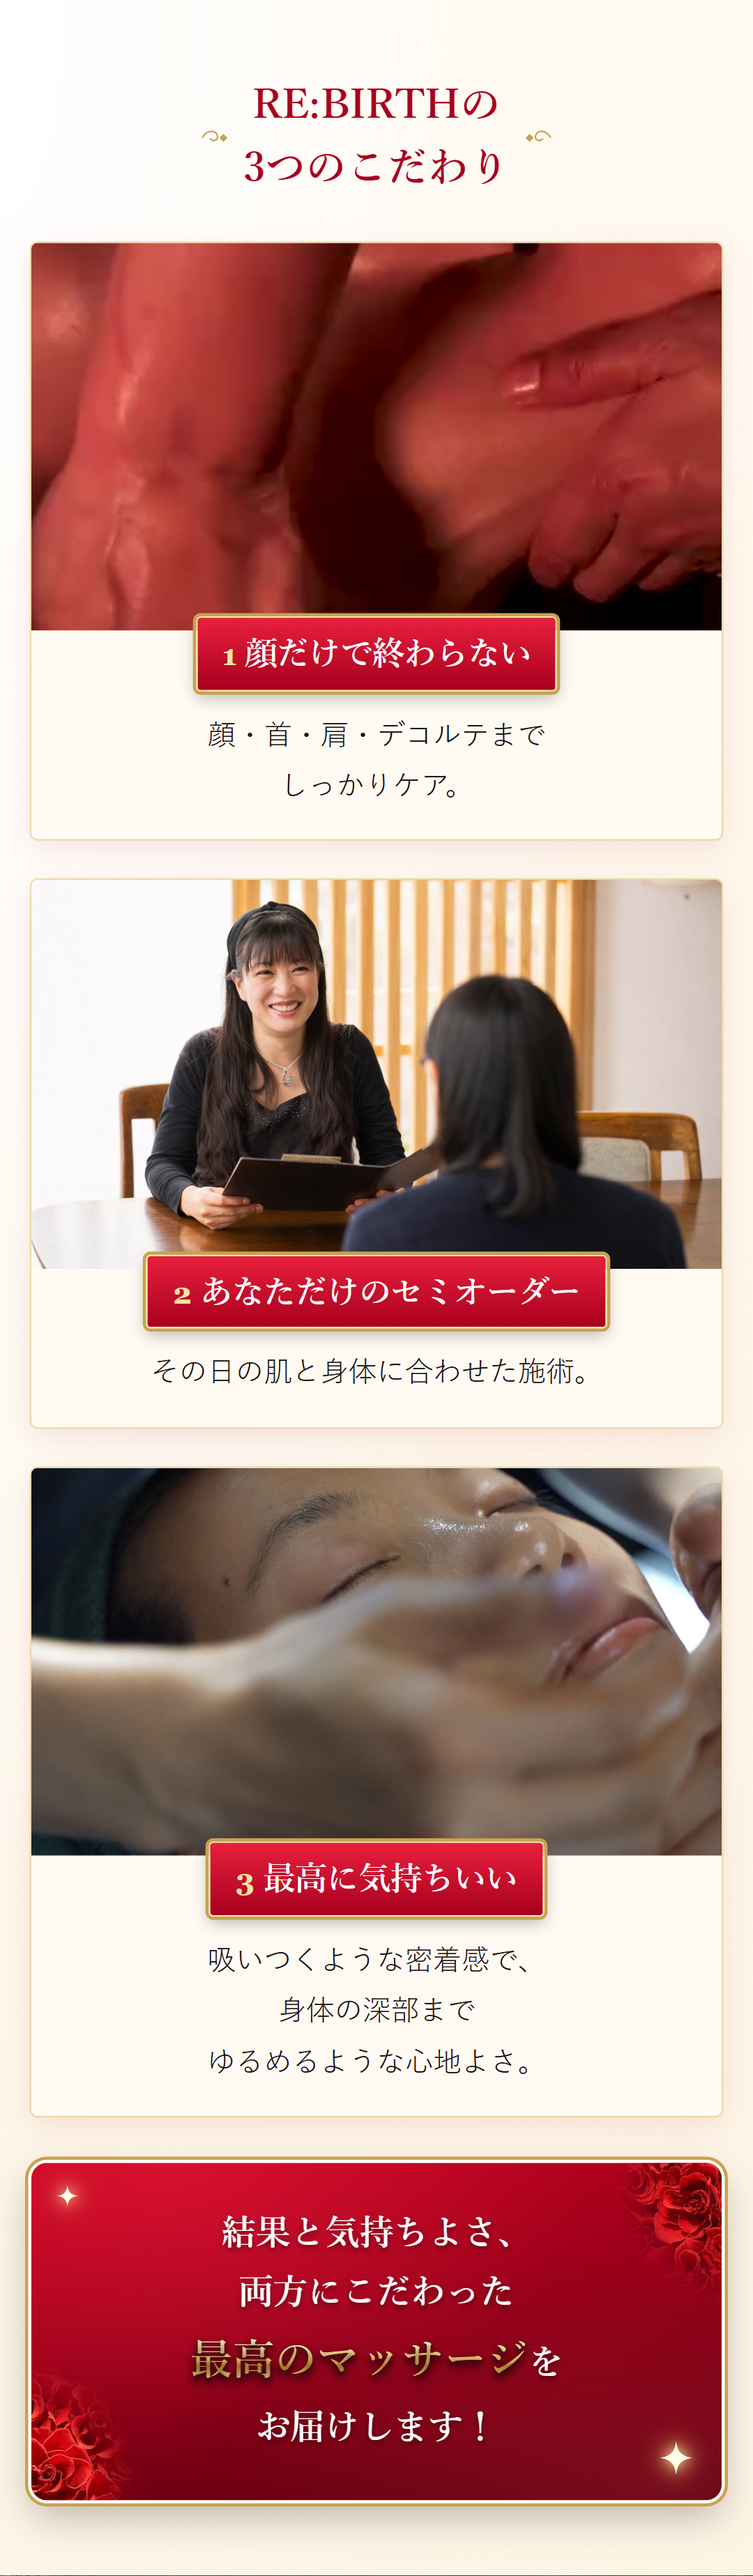 RE:BIRTHの
3つのこだわり
1 顔だけで終わらない
顔・首・肩・デコルテまで
しっかりケア。
2 あなただけのセミオーダー
その日の肌と身体に合わせた施術。
3 最高に気持ちいい
吸いつくような密着感で、
身体の深部まで
ゆるめるような心地よさ。
結果と気持ちよさ、
両方にこだわった
最高のマッサージを
お届けします！